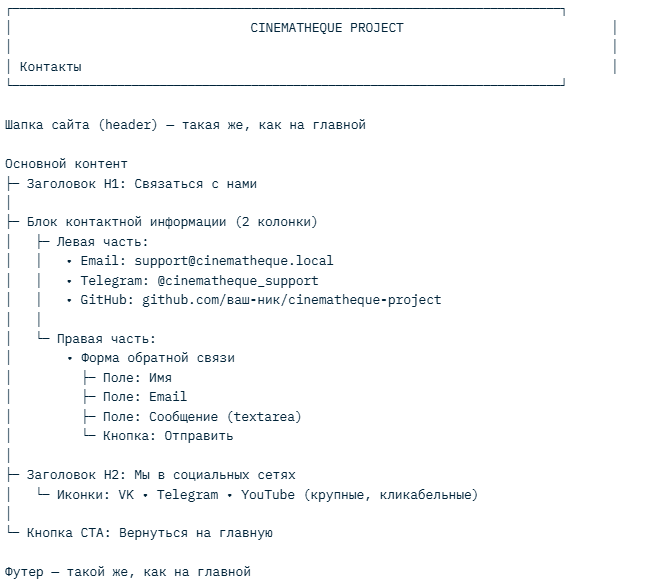 CINEMATHEQUE PROJECT
Контакты
Шапка сайта (header) — такая же, как на главной
Основной контент
├─ Заголовок H1: Связаться с нами
│
├─ Блок контактной информации (2 колонки)
│   ├─ Левая часть:
│   │   • Email: support@cinematheque.local
│   │   • Telegram: @cinematheque_support
│   │   • GitHub: github.com/ваш-ник/cinematheque-project
│   │
│   └─ Правая часть:
│       • Форма обратной связи
│         ├─ Поле: Имя
│         ├─ Поле: Email
│         ├─ Поле: Сообщение (textarea)
│         └─ Кнопка: Отправить
│
├─ Заголовок H2: Мы в социальных сетях
│   └─ Иконки: VK • Telegram • YouTube (крупные, кликабельные)
│
└─ Кнопка CTA: Вернуться на главную
Футер — такой же, как на главной